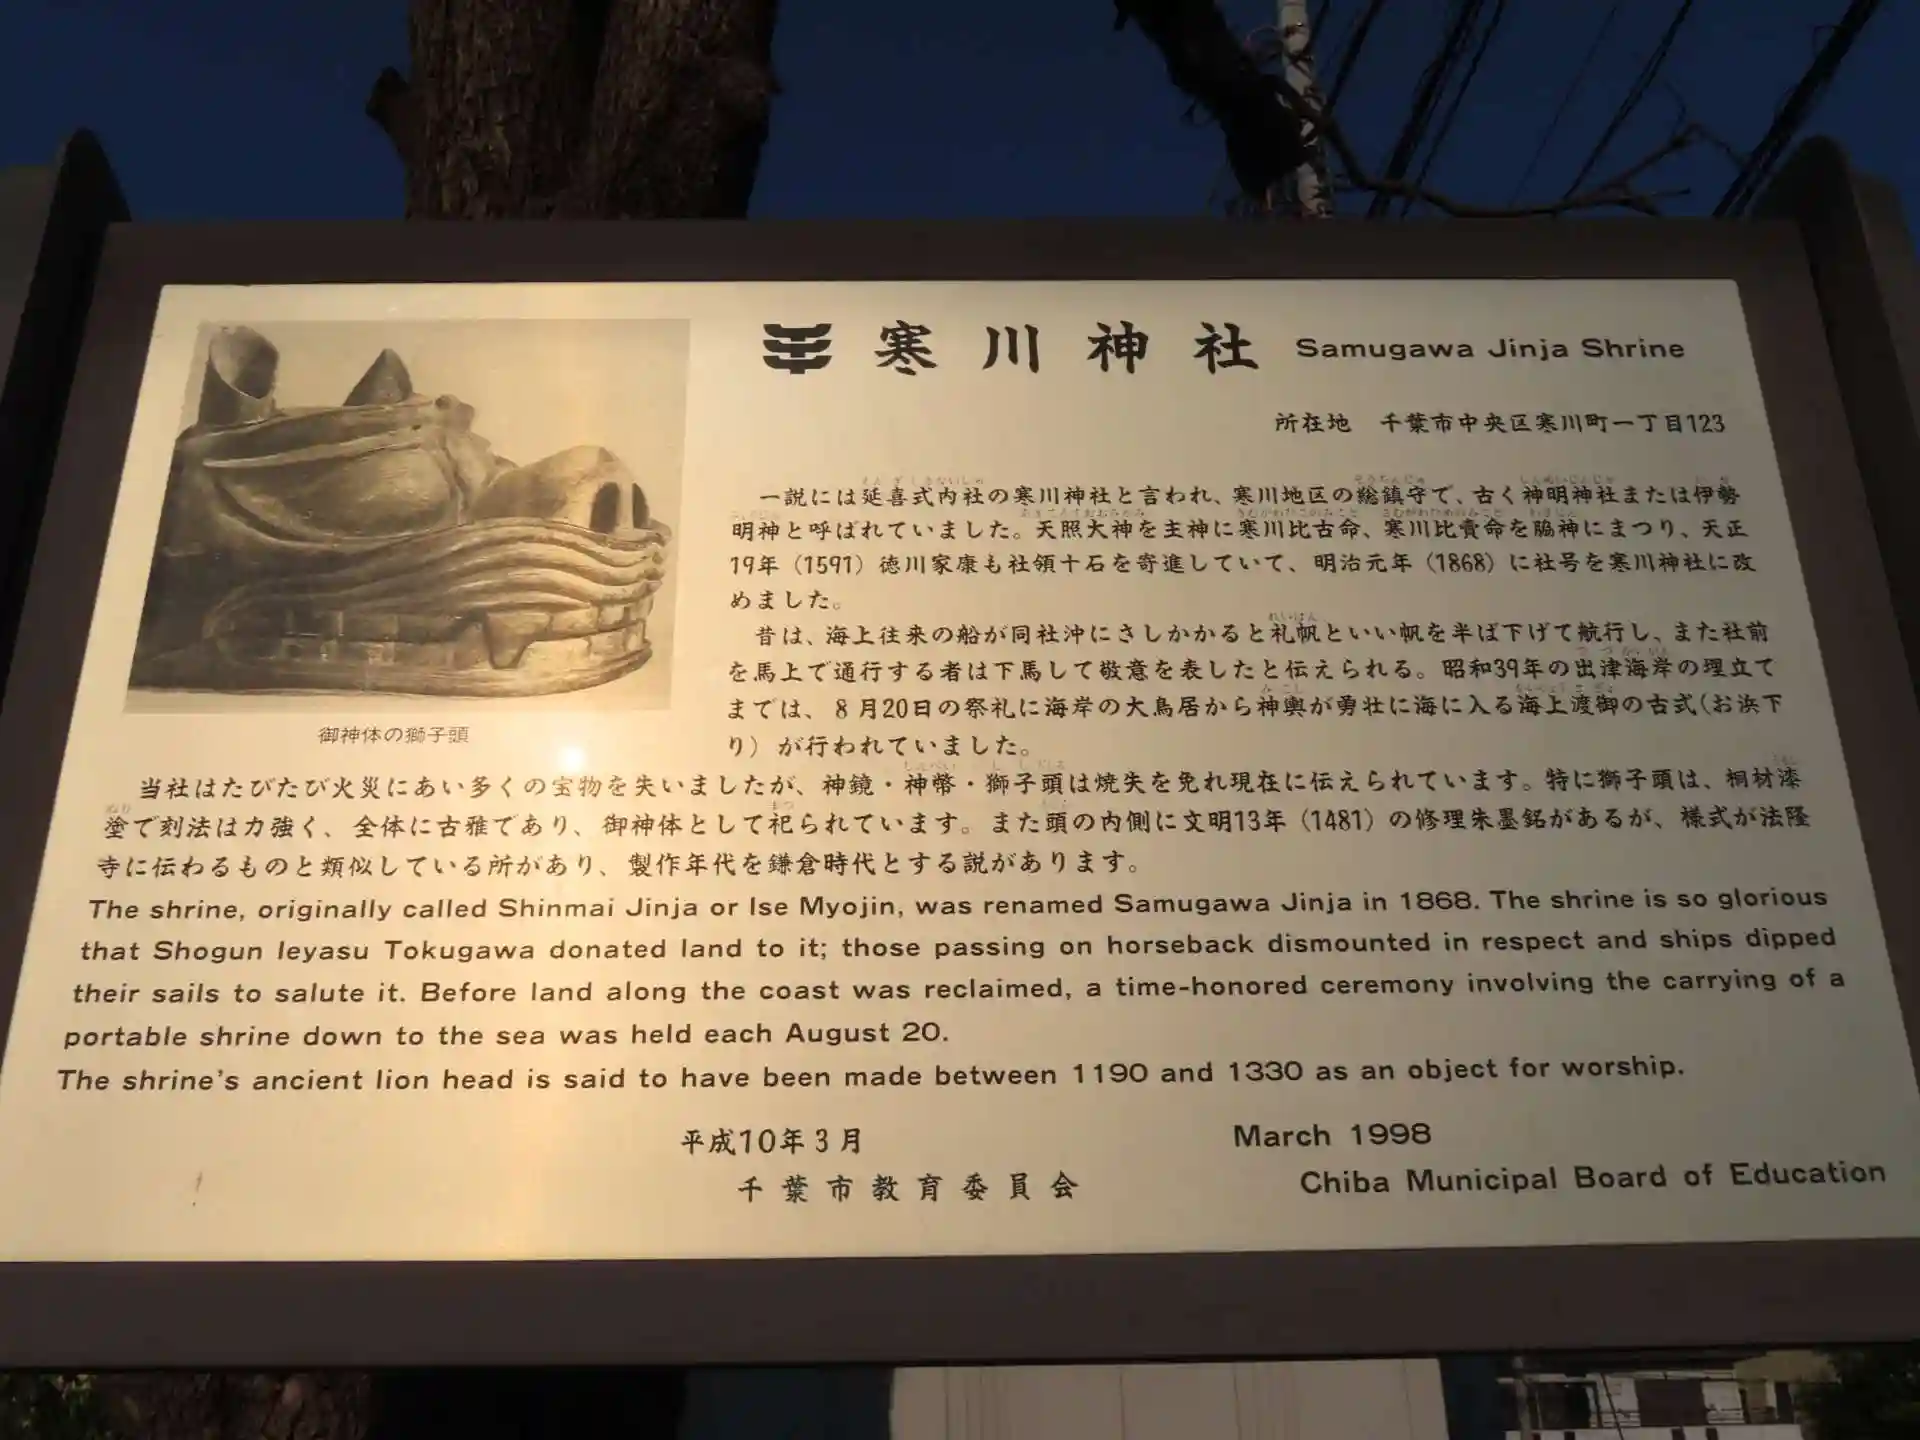 寒川神社 Samugawa Jinja Shrine
所在地 千葉市中央区寒川町一丁目123
一説には延喜式内社の寒川神社と言われ、寒川地区の総鎮守で、古く神明神社または伊勢
明神と呼ばれていました。天照大神を主神に寒川比古命、寒川比賣命を脇神にまつり、天正
19年（1591）徳川家康も社領十石を寄進していて、明治元年（1868）に社号を寒川神社に改
めました。
昔は、海上往来の船が同社沖にさしかかると礼帆といい帆を半ば下げて航行し、また社前
を馬上で通行する者は下馬して敬意を表したと伝えられる。昭和39年の出津海岸の埋立て
までは、8月20日の祭礼に海岸の大鳥居から神輿が勇壮に海に入る海上渡御の古式（お浜下
り）が行われていました。
御神体の獅子頭
当社はたびたび火災にあい多くの宝物を失いましたが、神鏡・神幣・獅子頭は焼失を免れ現在に伝えられています。特に獅子頭は、桐材漆
塗で刻法は力強く、全体に古雅であり、御神体として祀られています。また頭の内側に文明13年（1481）の修理朱墨銘があるが、様式が法隆
寺に伝わるものと類似している所があり、製作年代を鎌倉時代とする説があります。
The shrine, originally called Shinmai Jinja or Ise Myojin, was renamed Samugawa Jinja in 1868. The shrine is so glorious
that Shogun Ieyasu Tokugawa donated land to it; those passing on horseback dismounted in respect and ships dipped
their sails to salute it. Before land along the coast was reclaimed, a time-honored ceremony involving the carrying of a
portable shrine down to the sea was held each August 20.
The shrine's ancient lion head is said to have been made between 1190 and 1330 as an object for worship.
平成10年3月 March 1998
千葉市教育委員会 Chiba Municipal Board of Education